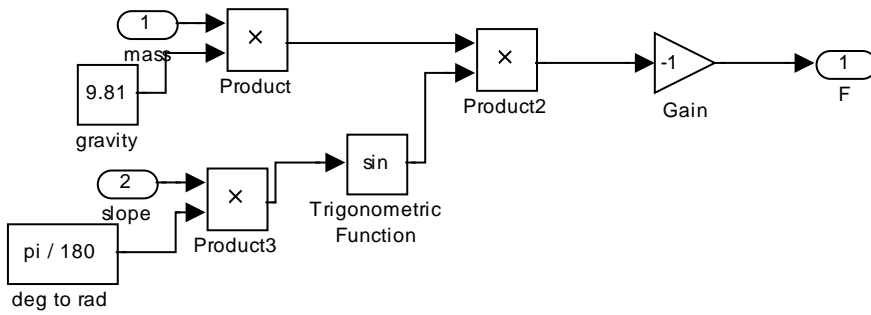 1
mass
9.81
gravity
×
Product
2
slope
pi / 180
deg to rad
×
Product3
sin
Trigonometric
Function
×
Product2
-1
Gain
1
F